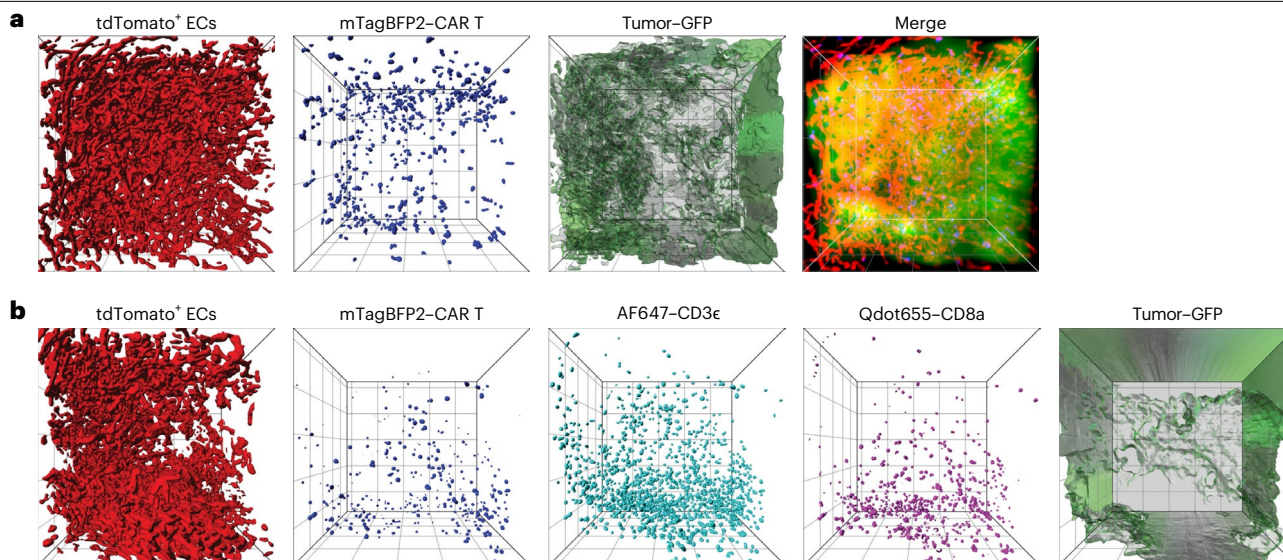 a
tdTomato⁺ ECs mTagBFP2–CAR T Tumor–GFP Merge
b
tdTomato⁺ ECs mTagBFP2–CAR T AF647–CD3ϵ Qdot655–CD8a Tumor–GFP